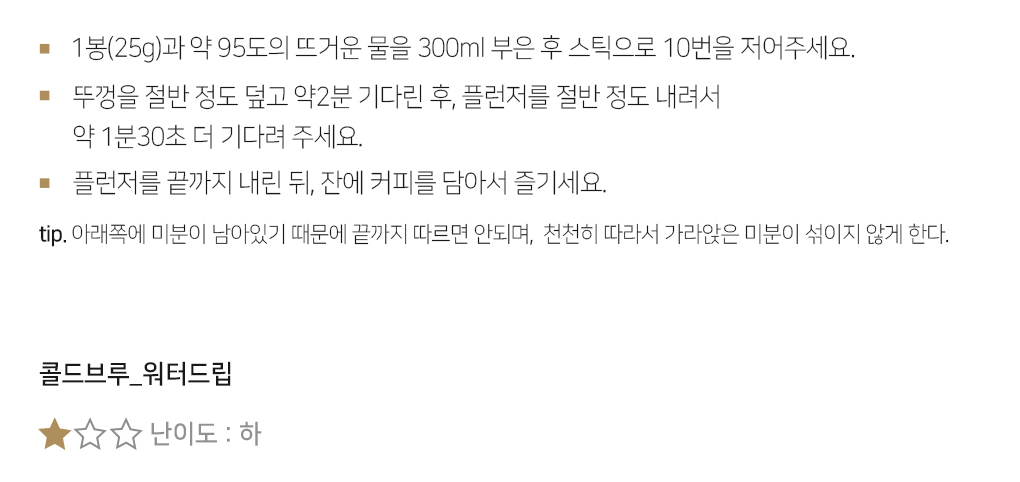 ▪ 1봉(25g)과 약 95도의 뜨거운 물을 300ml 부은 후 스틱으로 10번을 저어주세요.
▪ 뚜껑을 절반 정도 덮고 약2분 기다린 후, 플런저를 절반 정도 내려서
약 1분30초 더 기다려 주세요.
▪ 플런저를 끝까지 내린 뒤, 잔에 커피를 담아서 즐기세요.
tip. 아래쪽에 미분이 남아있기 때문에 끝까지 따르면 안되며, 천천히 따라서 가라앉은 미분이 섞이지 않게 한다.
콜드브루_워터드립
★☆☆ 난이도 : 하